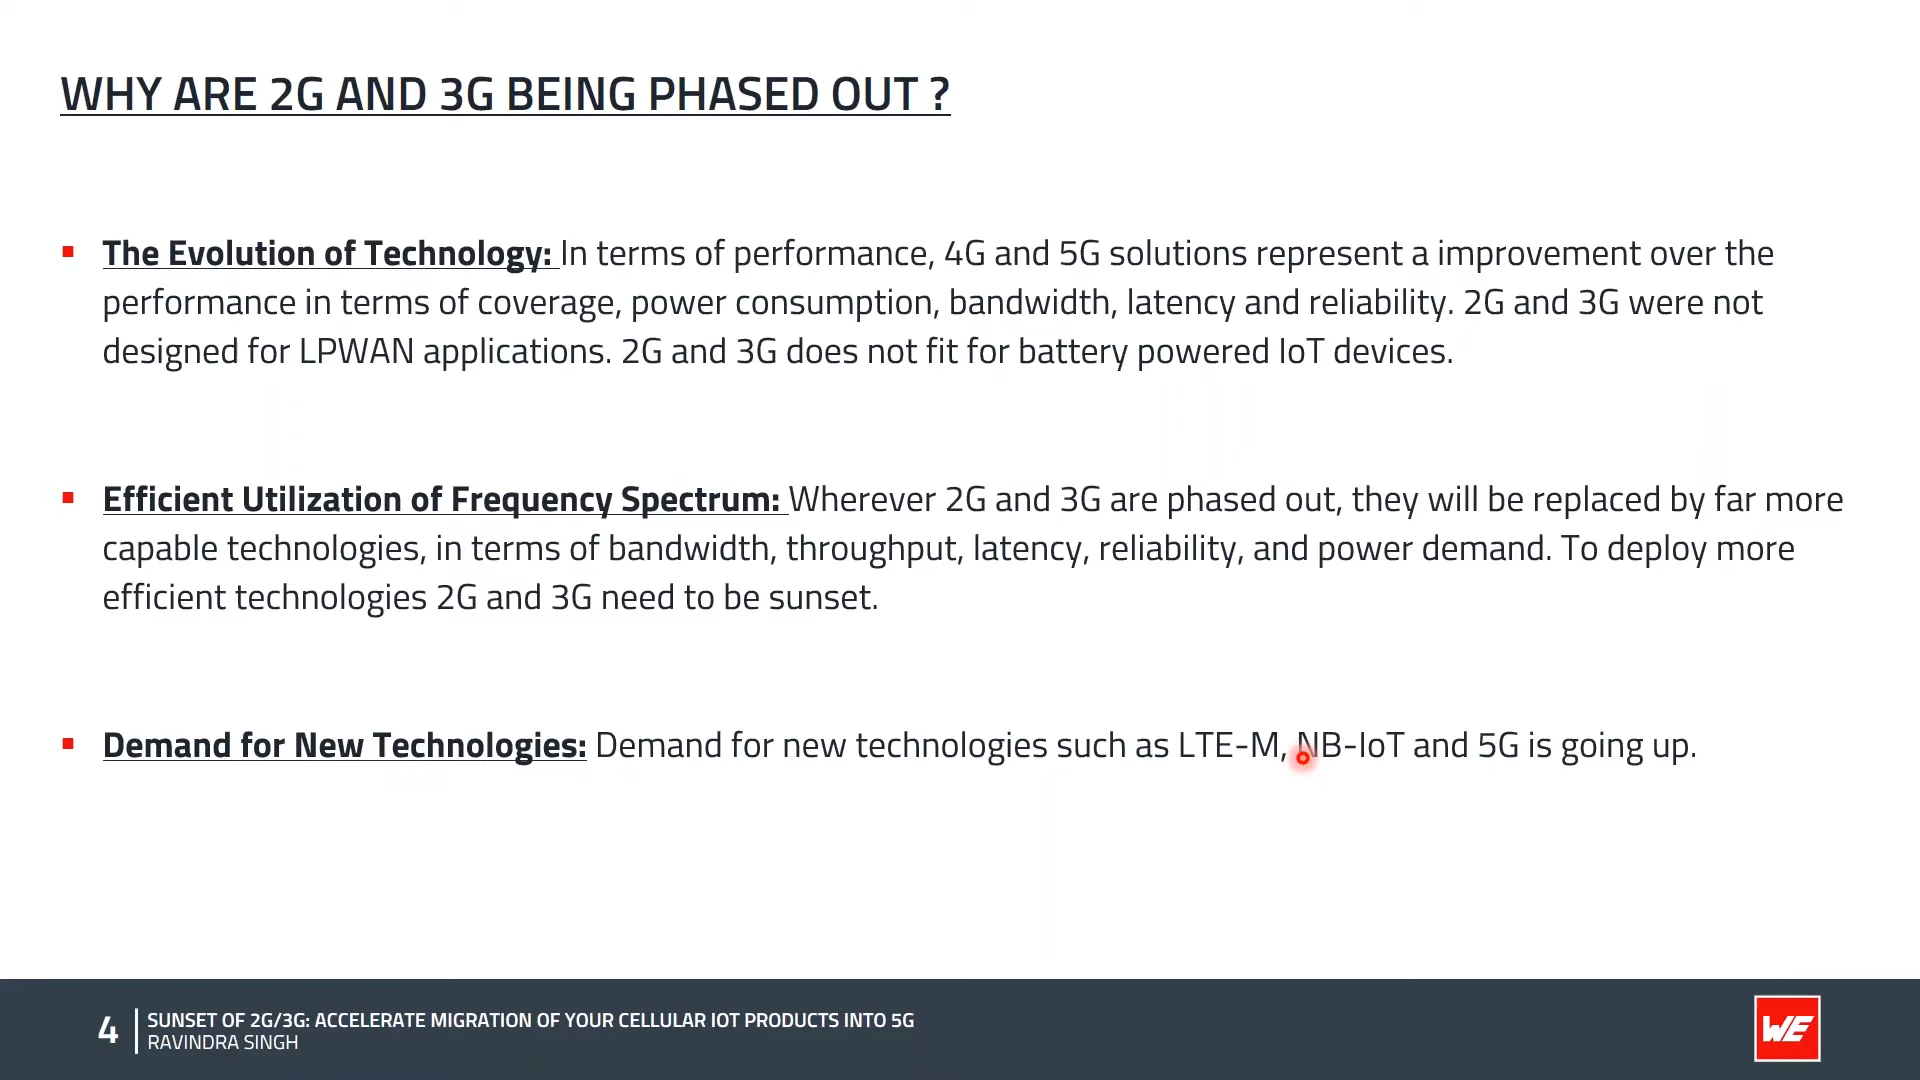 WHY ARE 2G AND 3G BEING PHASED OUT ?
The Evolution of Technology: In terms of performance, 4G and 5G solutions represent a improvement over the
performance in terms of coverage, power consumption, bandwidth, latency and reliability. 2G and 3G were not
designed for LPWAN applications. 2G and 3G does not fit for battery powered IoT devices.
Efficient Utilization of Frequency Spectrum: Wherever 2G and 3G are phased out, they will be replaced by far more
capable technologies, in terms of bandwidth, throughput, latency, reliability, and power demand. To deploy more
efficient technologies 2G and 3G need to be sunset.
Demand for New Technologies: Demand for new technologies such as LTE-M, NB-IoT and 5G is going up.
4
SUNSET OF 2G/3G: ACCELERATE MIGRATION OF YOUR CELLULAR IOT PRODUCTS INTO 5G
RAVINDRA SINGH
WE